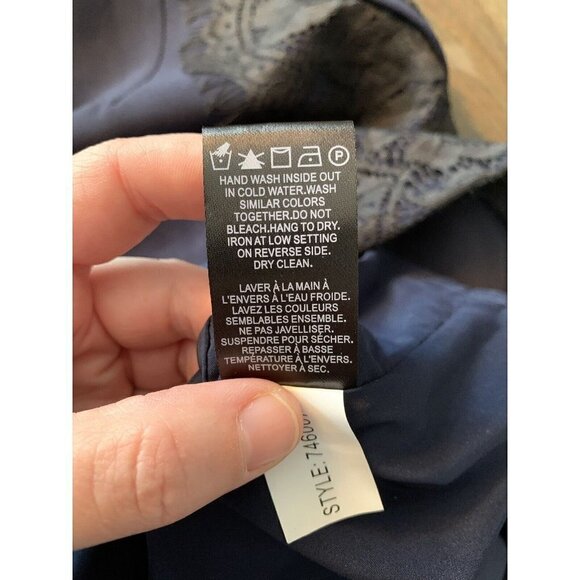 HAND WASH INSIDE OUT
IN COLD WATER.WASH
SIMILAR COLORS
TOGETHER.DO NOT
BLEACH.HANG TO DRY.
IRON AT LOW SETTING
ON REVERSE SIDE.
DRY CLEAN.
LAVER À LA MAIN À
L'ENVERS À L'EAU FROIDE.
LAVEZ LES COULEURS
SEMBLABLES ENSEMBLE.
NE PAS JAVELLISER.
SUSPENDRE POUR SÉCHER.
REPASSER À BASSE
TEMPÉRATURE À L'ENVERS.
NETTOYER À SEC.
STYLE: